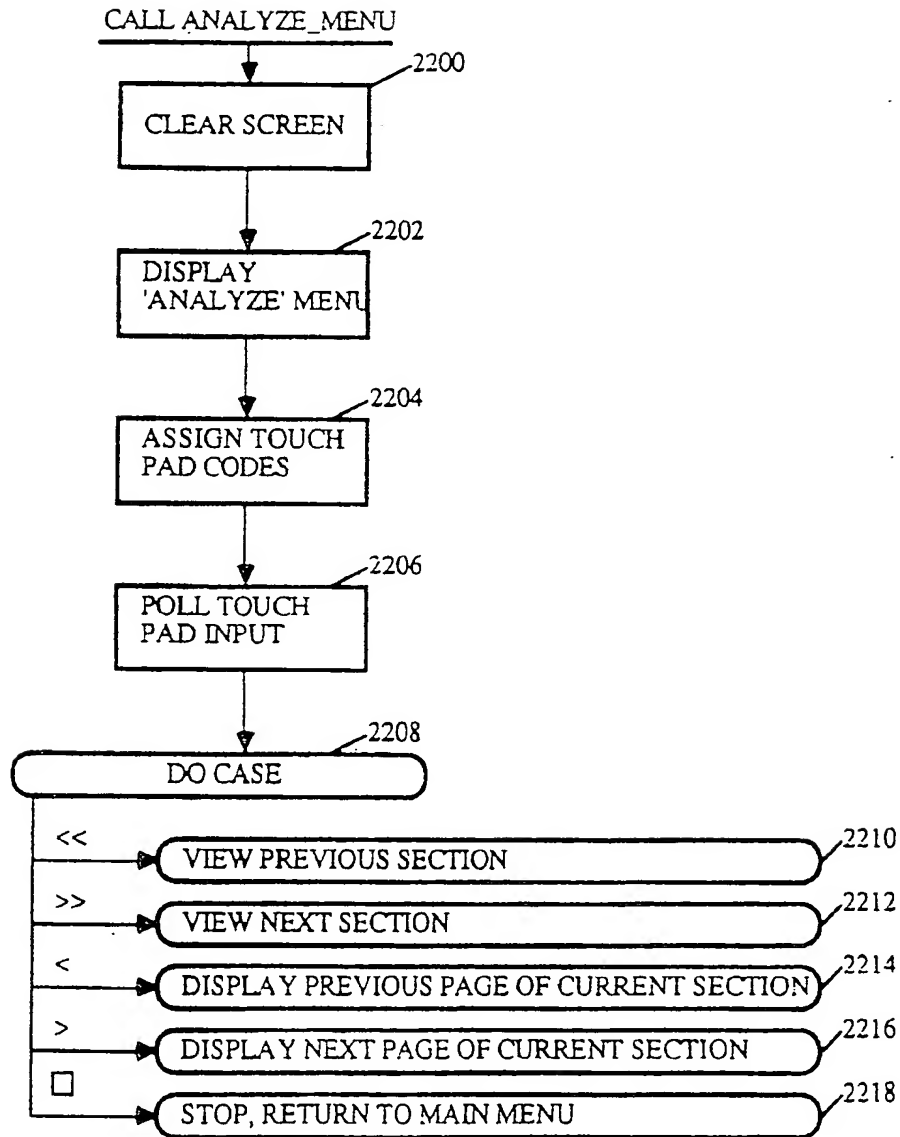 CALL ANALYZE_MENU
2200
CLEAR SCREEN
2202
DISPLAY
'ANALYZE' MENU
2204
ASSIGN TOUCH
PAD CODES
2206
POLL TOUCH
PAD INPUT
2208
DO CASE
<<
VIEW PREVIOUS SECTION
2210
>>
VIEW NEXT SECTION
2212
<
DISPLAY PREVIOUS PAGE OF CURRENT SECTION
2214
>
DISPLAY NEXT PAGE OF CURRENT SECTION
2216
□
STOP, RETURN TO MAIN MENU
2218